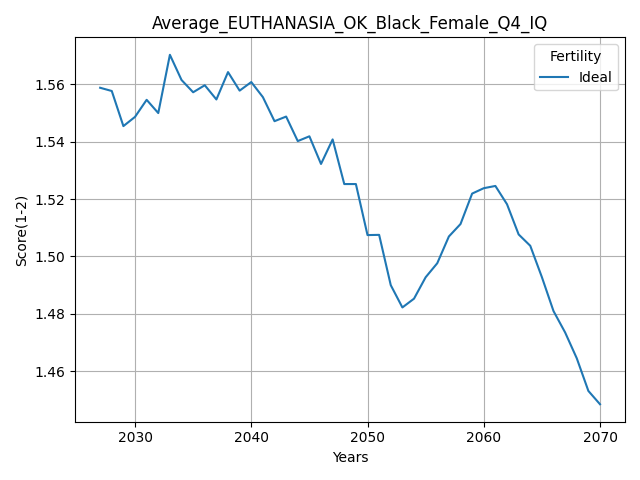 Average_EUTHANASIA_OK_Black_Female_Q4_IQ
Fertility
Ideal
Score(1-2)
1.56
1.54
1.52
1.50
1.48
1.46
2030 2040 2050 2060 2070
Years